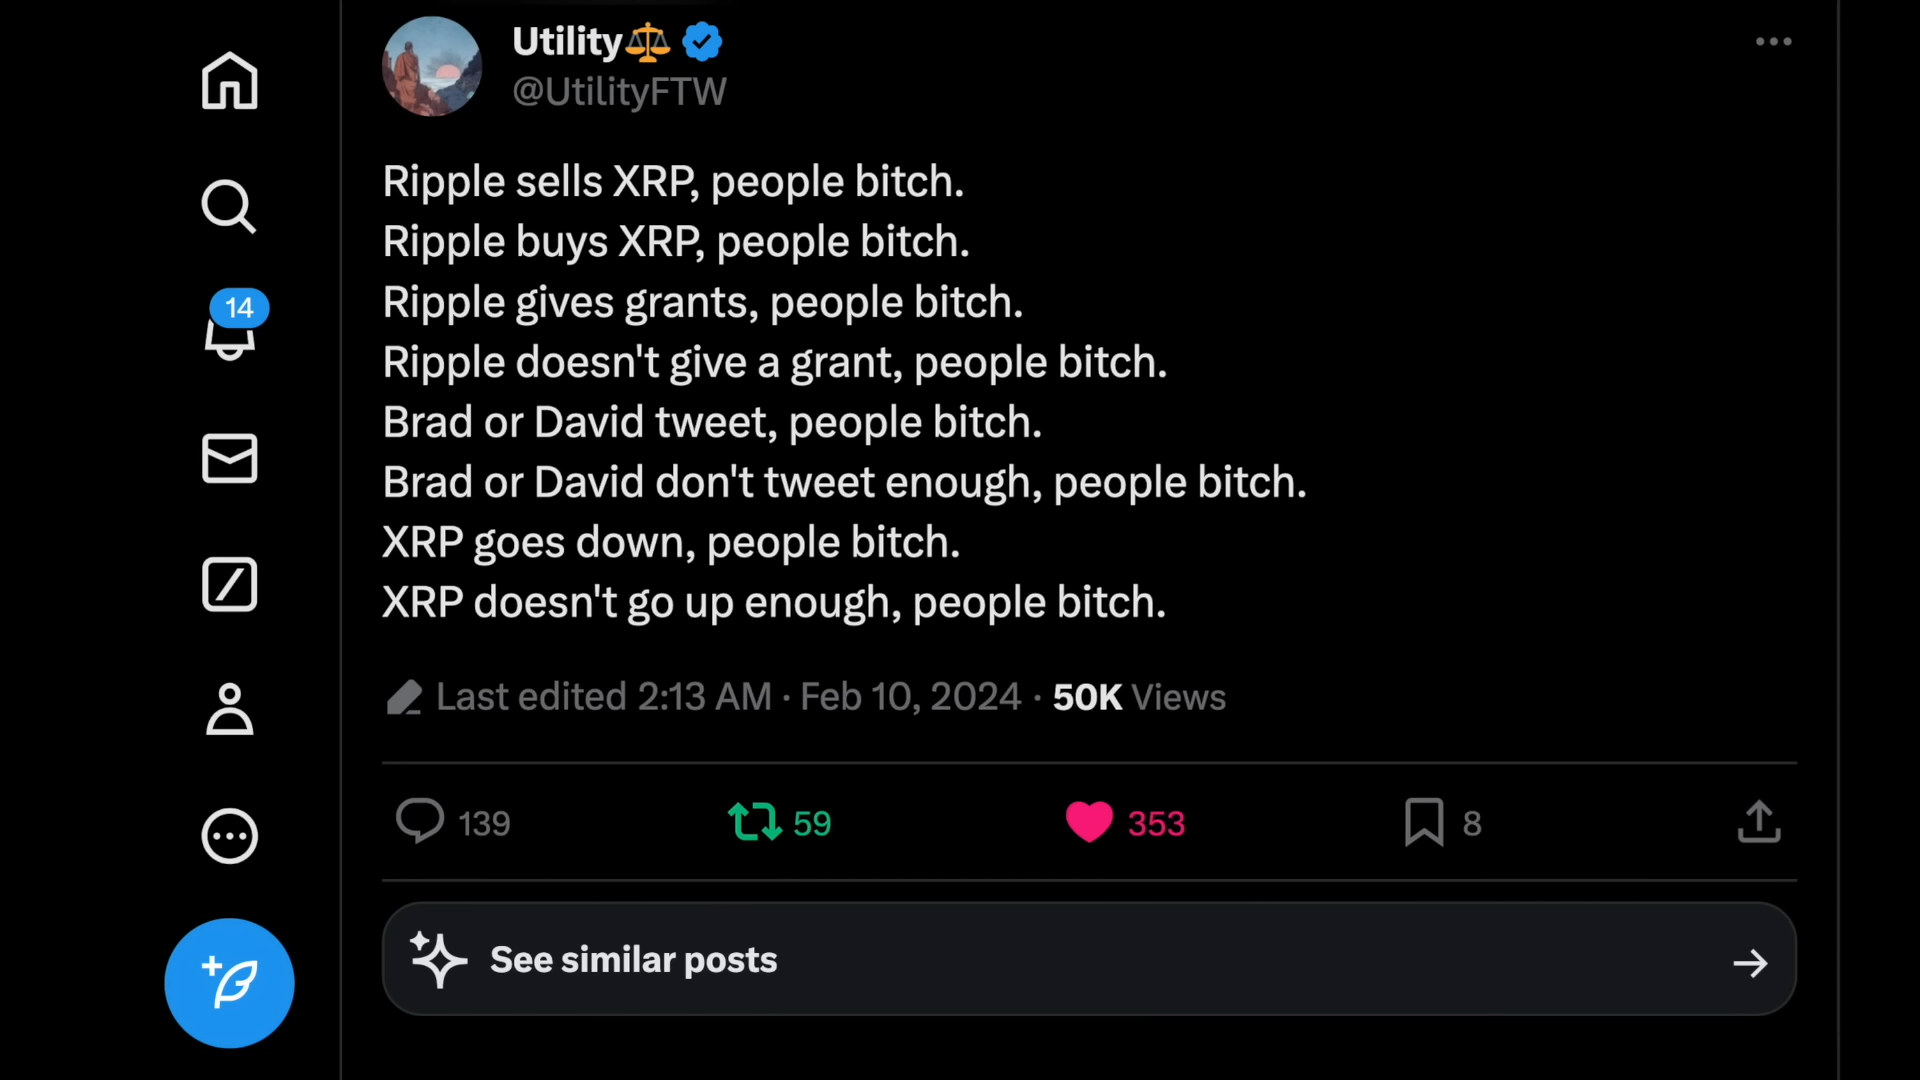 Utility⚖️
@UtilityFTW
Ripple sells XRP, people bitch.
Ripple buys XRP, people bitch.
Ripple gives grants, people bitch.
Ripple doesn't give a grant, people bitch.
Brad or David tweet, people bitch.
Brad or David don't tweet enough, people bitch.
XRP goes down, people bitch.
XRP doesn't go up enough, people bitch.
Last edited 2:13 AM · Feb 10, 2024 · 50K Views
139 59 353 8
See similar posts
14